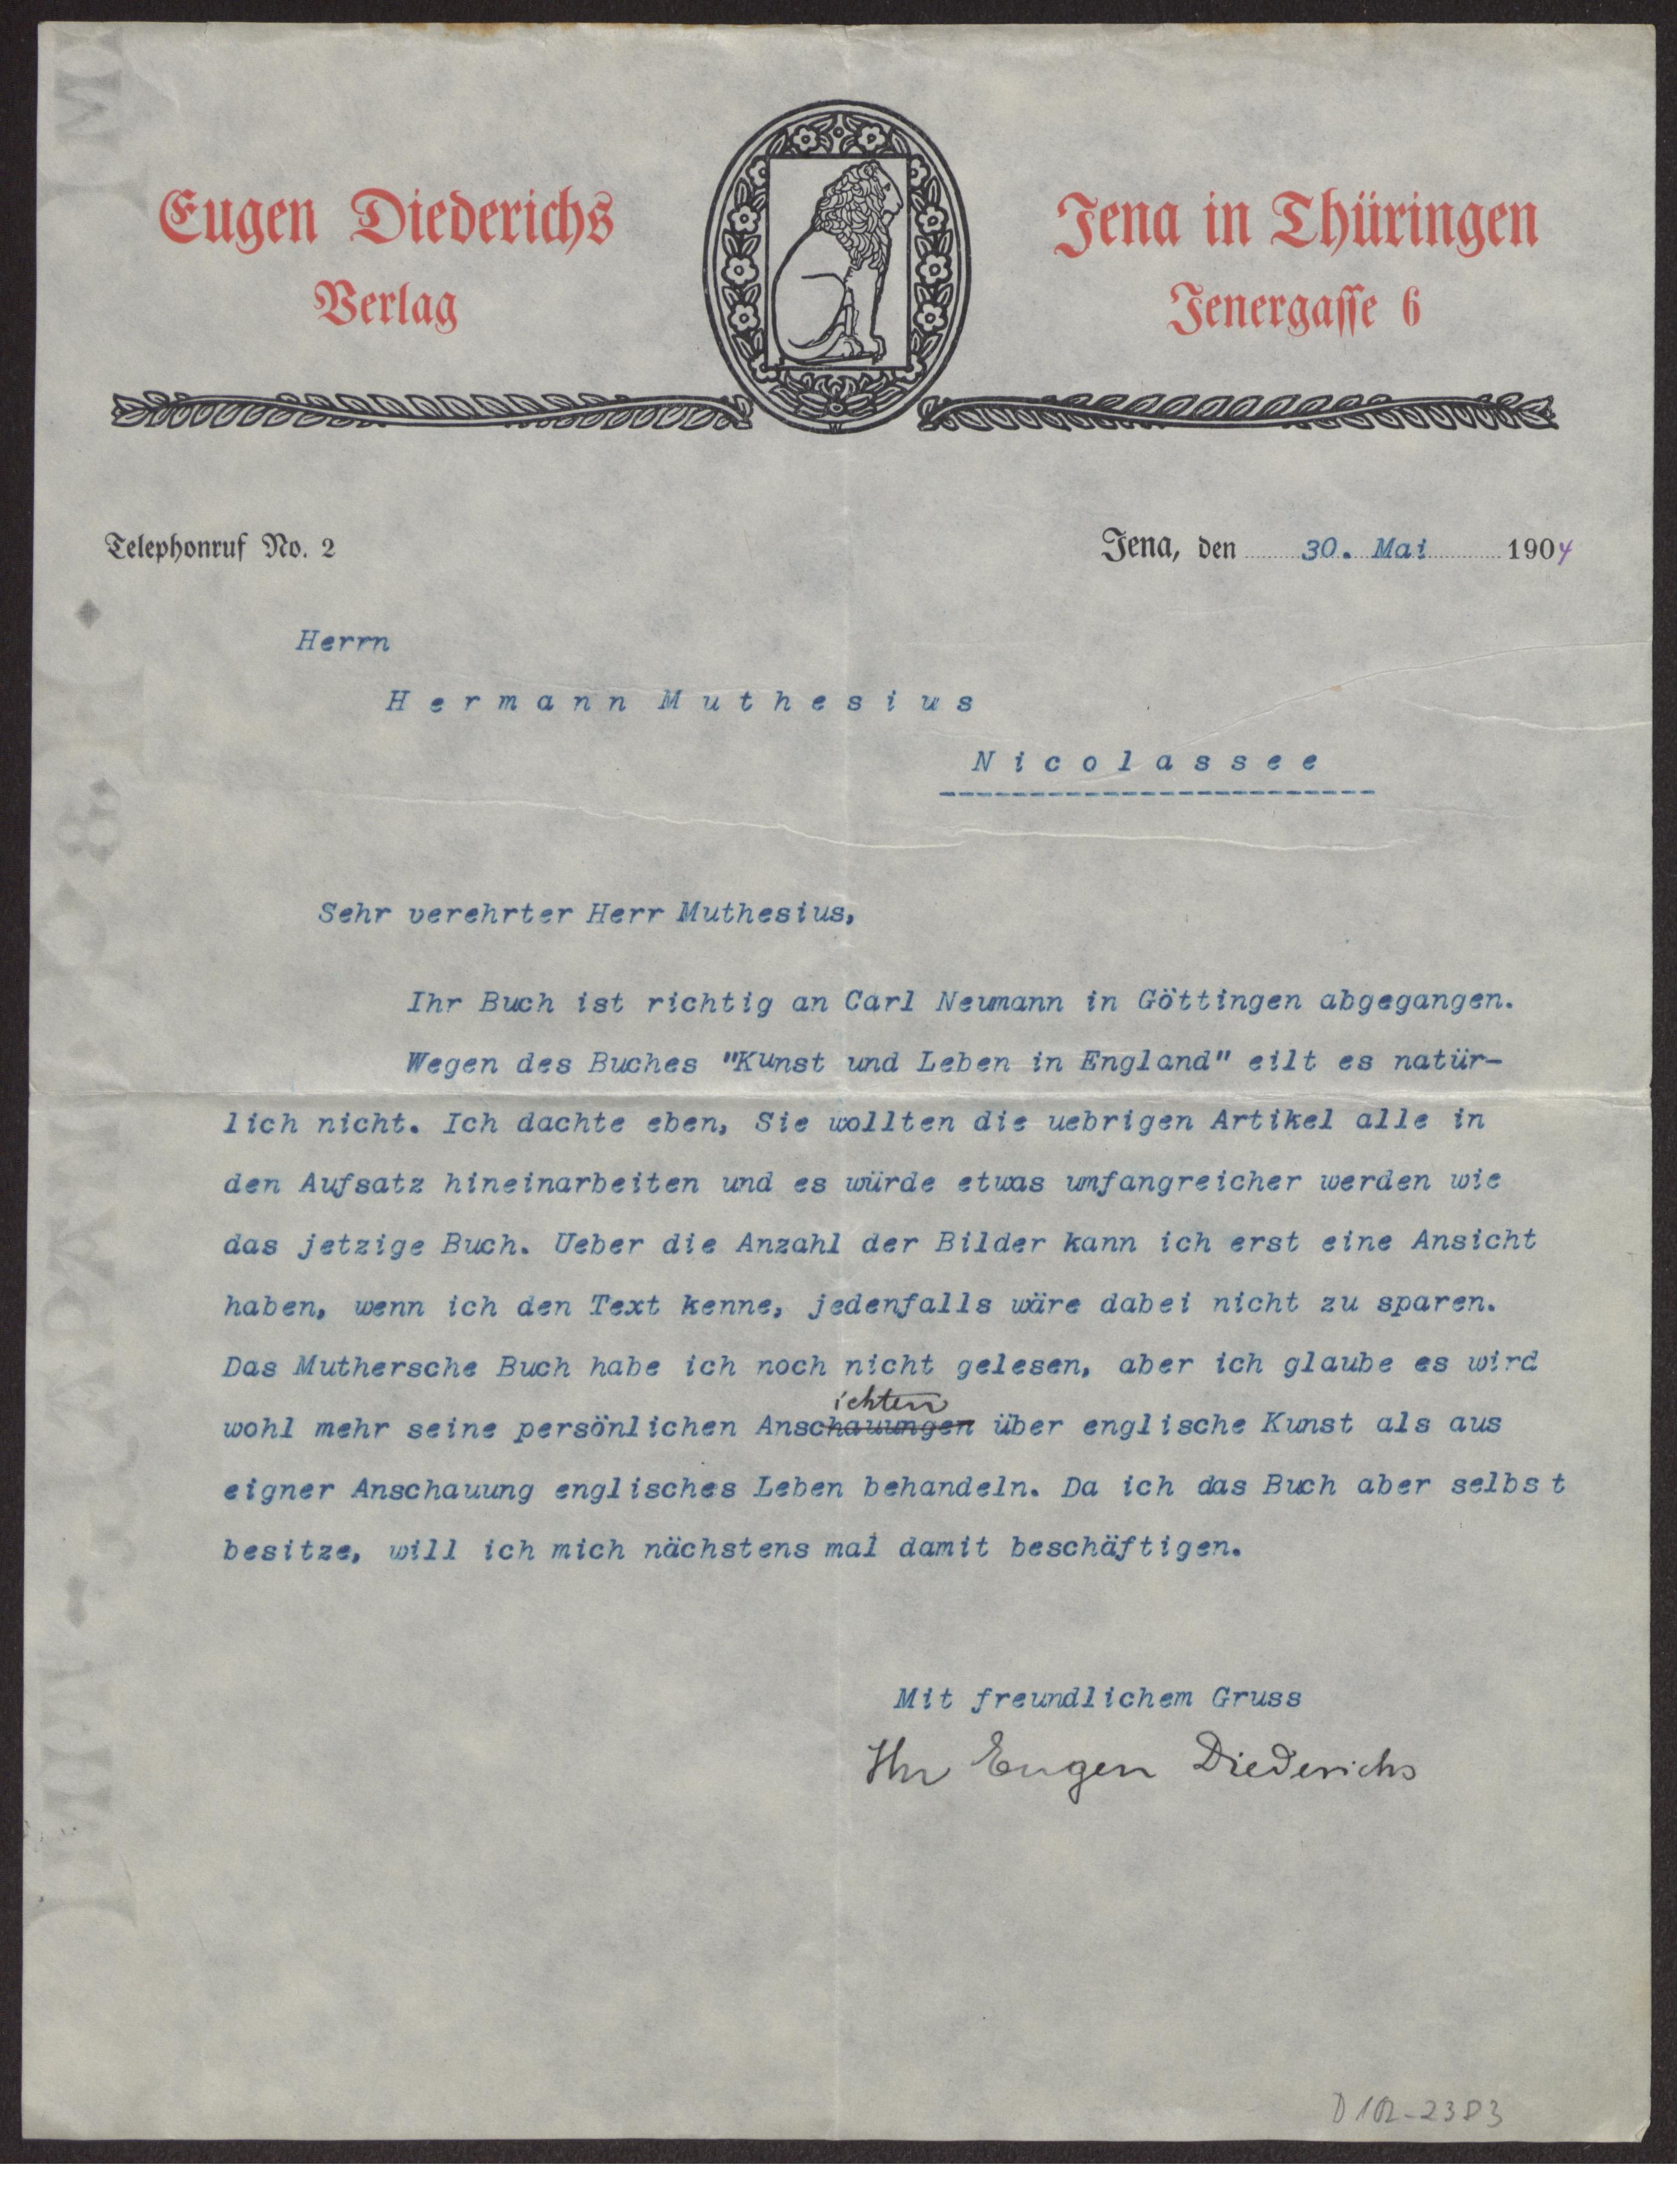 Eugen Diederichs
Verlag
Jena in Thüringen
Jenergasse 6
Telephonruf No. 2
Jena, den 30. Mai 1904
Herrn
Hermann Muthesius
Nicolassee
Sehr verehrter Herr Muthesius,
Ihr Buch ist richtig an Carl Neumann in Göttingen abgegangen.
Wegen des Buches "Kunst und Leben in England" eilt es natür-
lich nicht. Ich dachte eben, Sie wollten die uebrigen Artikel alle in
den Aufsatz hineinarbeiten und es würde etwas umfangreicher werden wie
das jetzige Buch. Ueber die Anzahl der Bilder kann ich erst eine Ansicht
haben, wenn ich den Text kenne, jedenfalls wäre dabei nicht zu sparen.
Das Muthersche Buch habe ich noch nicht gelesen, aber ich glaube es wird
ichten
wohl mehr seine persönlichen Anschauungen über englische Kunst als aus
eigner Anschauung englisches Leben behandeln. Da ich das Buch aber selbst
besitze, will ich mich nächstens mal damit beschäftigen.
Mit freundlichem Gruss
Ihr Eugen Diederichs